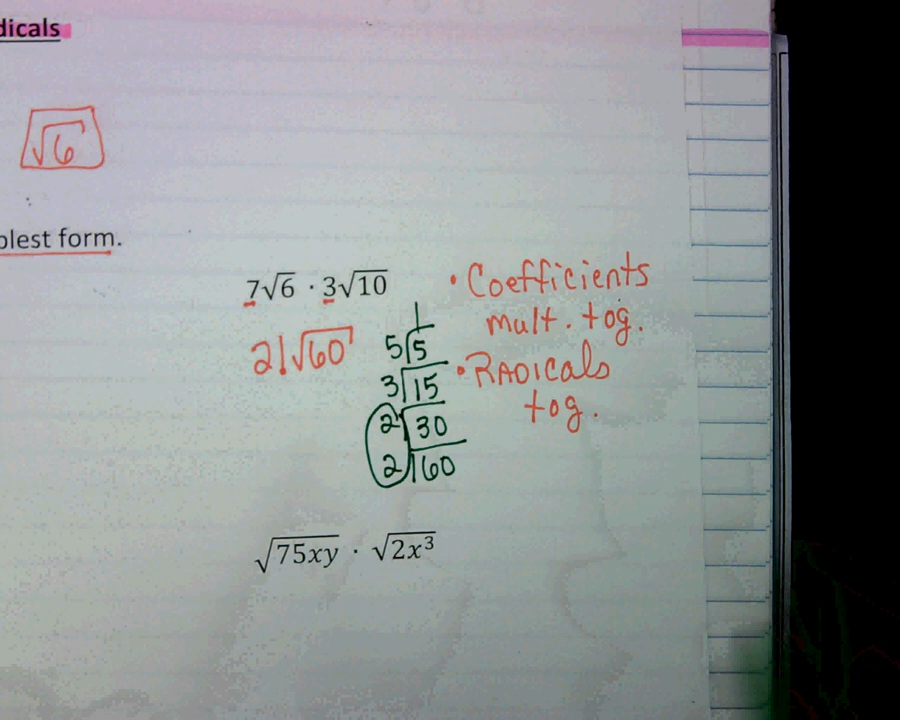 dicals
√6
plest form.
7√6 · 3√10
• Coefficients
mult. tog.
21√60
1
5√5
• RADICals
3√15
tog.
2√30
2√60
√75xy · √2x³